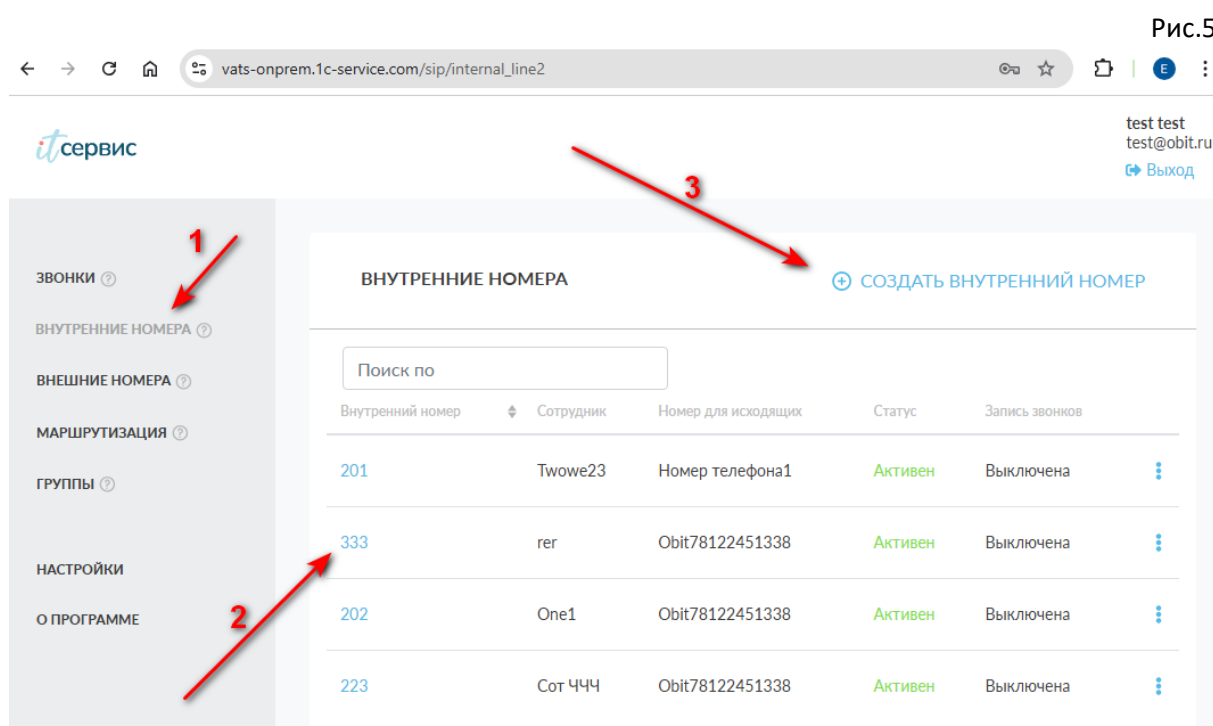 Рис.5
vats-onprem.1c-service.com/sip/internal_line2
E
itсервис
test test
test@obit.ru
Выход
1
2
3
ЗВОНКИ ?
ВНУТРЕННИЕ НОМЕРА ?
ВНЕШНИЕ НОМЕРА ?
МАРШРУТИЗАЦИЯ ?
ГРУППЫ ?
НАСТРОЙКИ
О ПРОГРАММЕ
ВНУТРЕННИЕ НОМЕРА СОЗДАТЬ ВНУТРЕННИЙ НОМЕР
Поиск по
Внутренний номер Сотрудник Номер для исходящих Статус Запись звонков
201 Twowe23 Номер телефона1 Активен Выключена
333 rer Obit78122451338 Активен Выключена
202 One1 Obit78122451338 Активен Выключена
223 Сот ЧЧЧ Obit78122451338 Активен Выключена